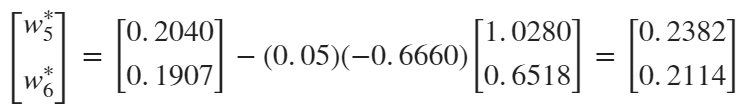 [w₅*; w₆*] = [0.2040; 0.1907] − (0.05)(−0.6660) [1.0280; 0.6518] = [0.2382; 0.2114]